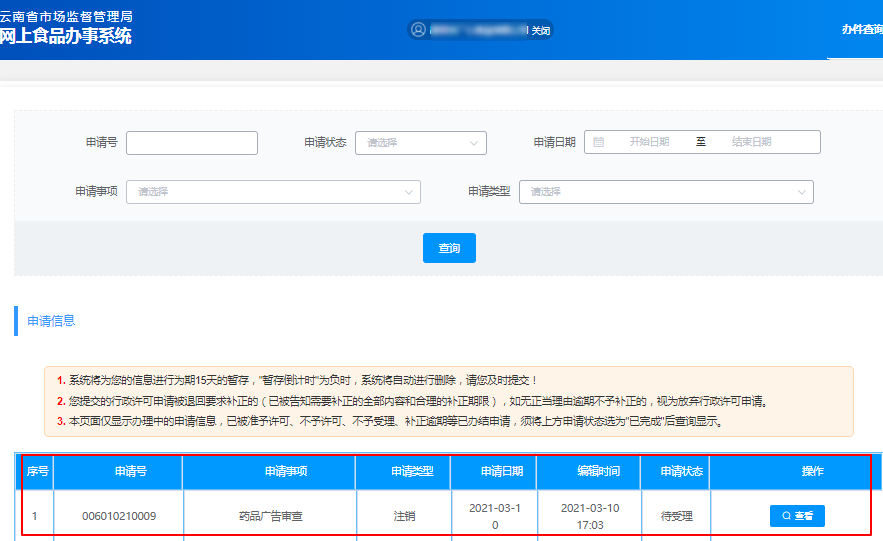 云南省市场监督管理局
网上食品办事系统
关闭
办件查询
申请号
申请状态 请选择
申请日期 开始日期 至 结束日期
申请事项 请选择
申请类型 请选择
查询
申请信息
1. 系统将为您的信息进行为期15天的暂存，"暂存倒计时"为负时，系统将自动进行删除，请您及时提交！
2. 您提交的行政许可申请被退回要求补正的（已被告知需要补正的全部内容和合理的补正期限），如无正当理由逾期不予补正的，视为放弃行政许可申请。
3. 本页面仅显示办理中的申请信息，已被准予许可、不予许可、不予受理、补正逾期等已办结申请，须将上方申请状态选为"已完成"后查询显示。
序号 申请号 申请事项 申请类型 申请日期 编辑时间 申请状态 操作
1 006010210009 药品广告审查 注销 2021-03-1 2021-03-10 待受理 查看
0 17:03